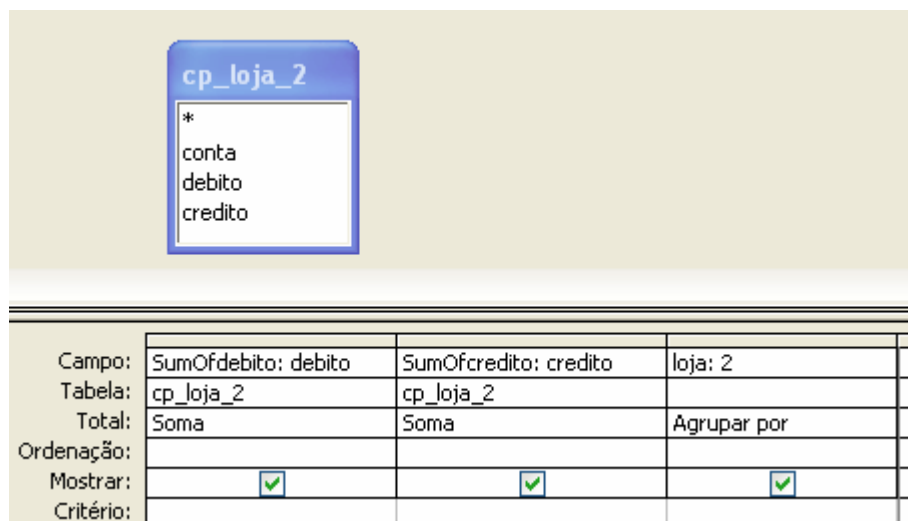 cp_loja_2
*
conta
debito
credito
Campo: SumOfdebito: debito SumOfcredito: credito loja: 2
Tabela: cp_loja_2 cp_loja_2
Total: Soma Soma Agrupar por
Ordenação:
Mostrar:
Critério: